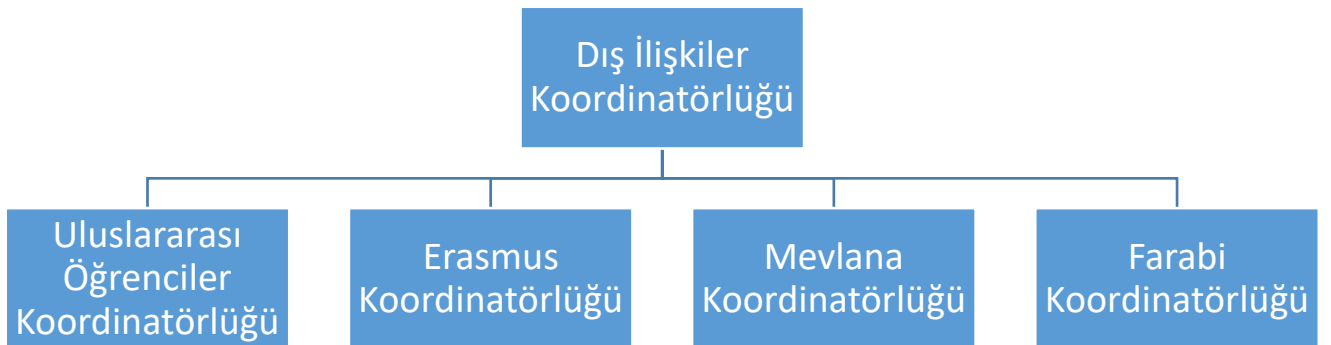 Dış İlişkiler
Koordinatörlüğü
Uluslararası
Öğrenciler
Koordinatörlüğü
Erasmus
Koordinatörlüğü
Mevlana
Koordinatörlüğü
Farabi
Koordinatörlüğü